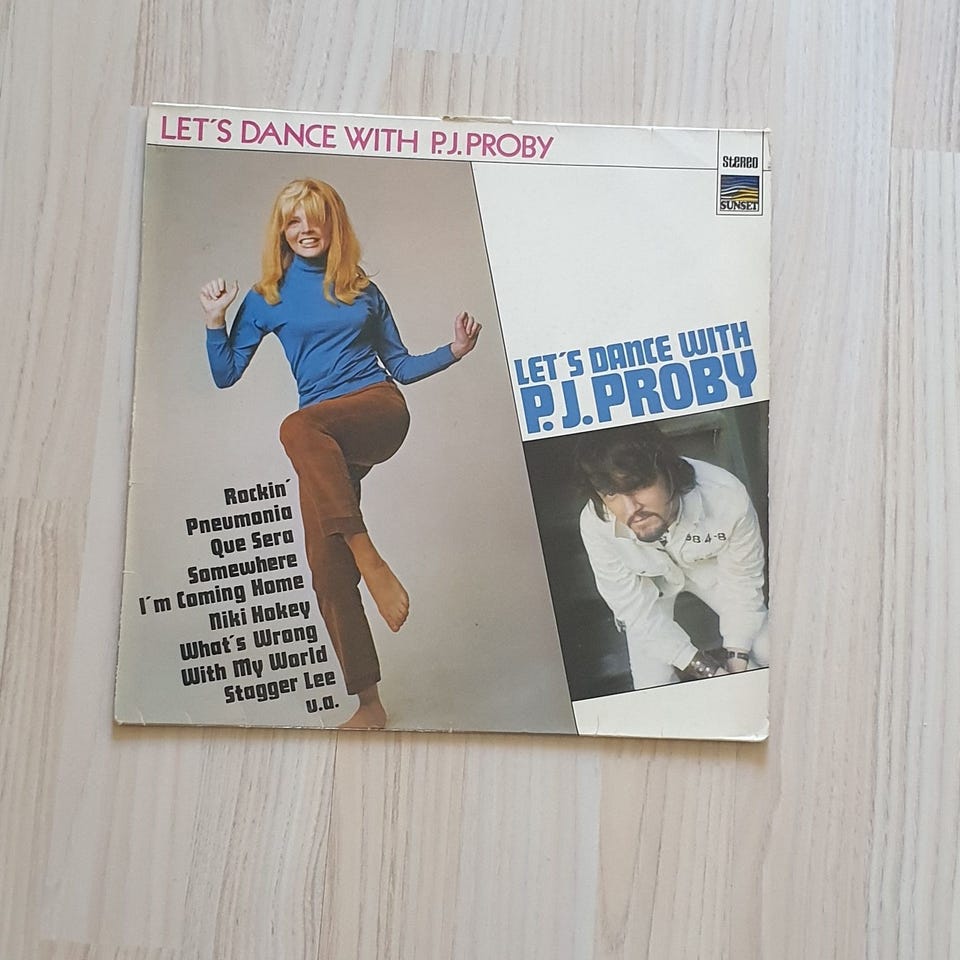 LET´S DANCE WITH P.J.PROBY
Stereo
SUNSET
LET´S DANCE WITH
P.J.PROBY
Rockin´
Pneumonia
Que Sera
Somewhere
I´m Coming Home
Niki Hokey
What´s Wrong
With My World
Stagger Lee
u.a.